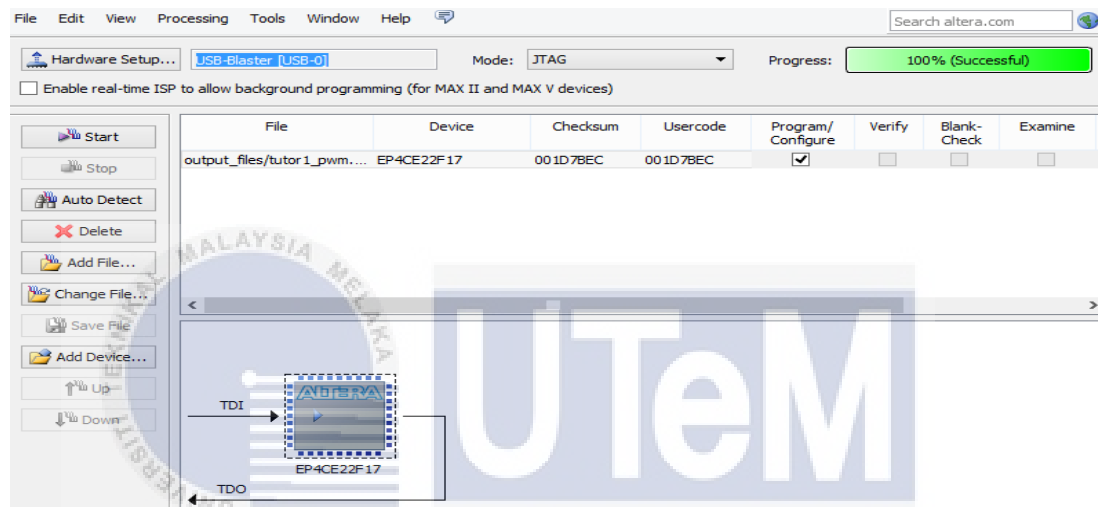 File Edit View Processing Tools Window Help
Search altera.com
Hardware Setup... USB-Blaster [USB-0] Mode: JTAG Progress: 100% (Successful)
Enable real-time ISP to allow background programming (for MAX II and MAX V devices)
Start
Stop
Auto Detect
Delete
Add File...
Change File...
Save File
Add Device...
Up
Down
File Device Checksum Usercode Program/ Verify Blank- Examine
Configure Check
output_files/tutor1_pwm.... EP4CE22F17 001D7BEC 001D7BEC
TDI
ALTERA
EP4CE22F17
TDO
UTeM
UNIVERSITI TEKNIKAL MALAYSIA MELAKA